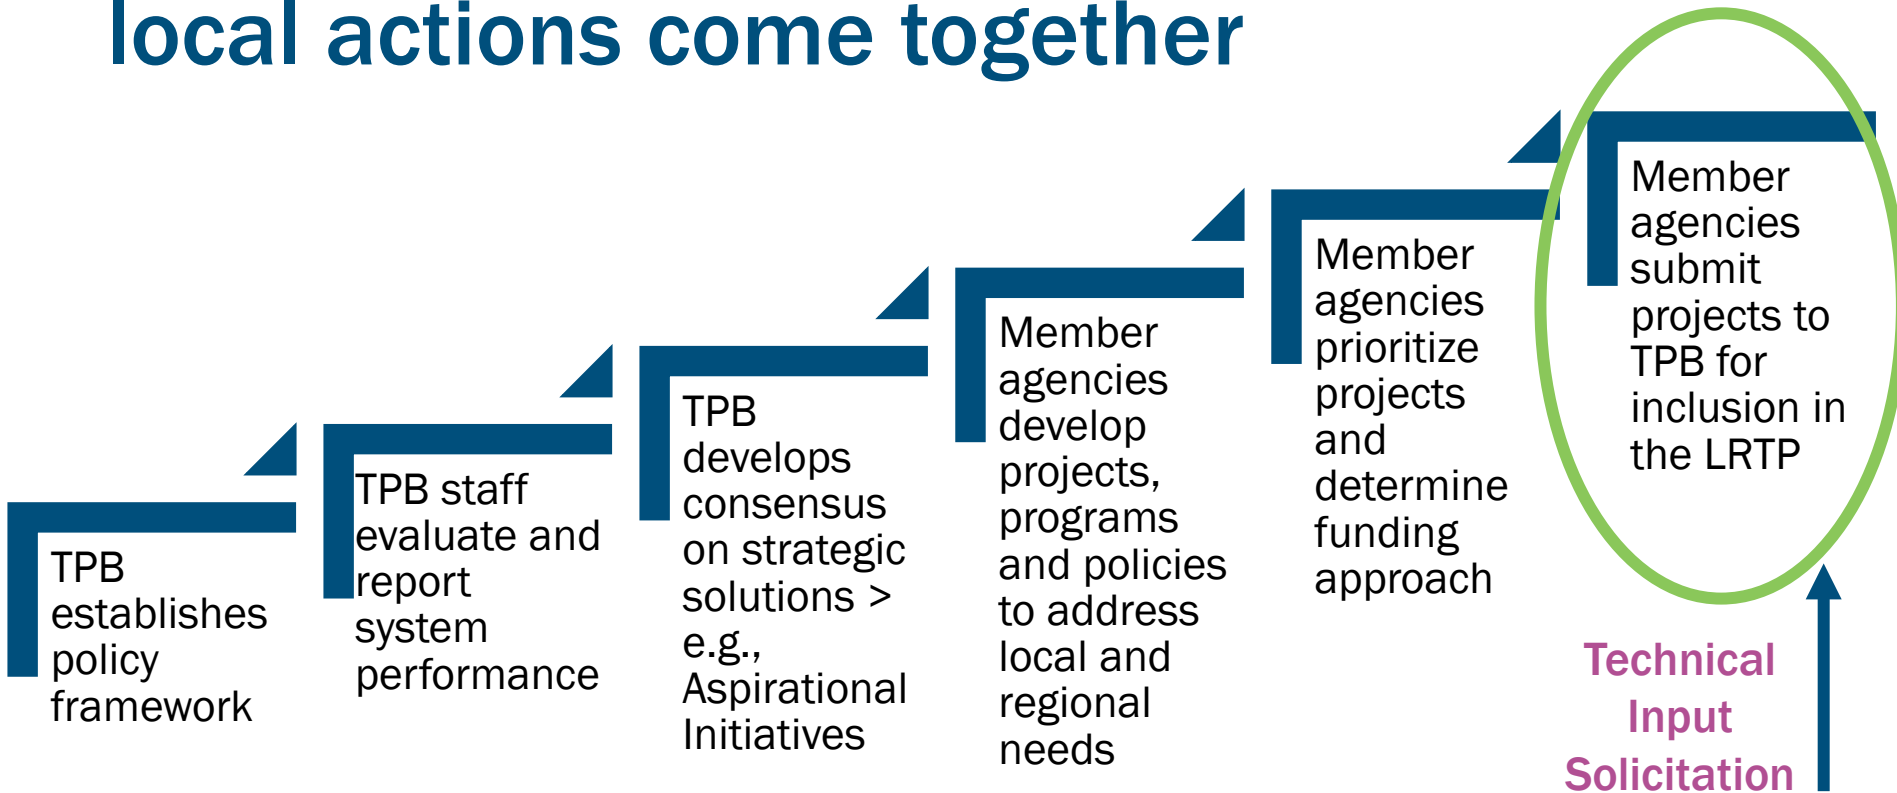 local actions come together
TPB
establishes
policy
framework
TPB staff
evaluate and
report
system
performance
TPB
develops
consensus
on strategic
solutions >
e.g.,
Aspirational
Initiatives
Member
agencies
develop
projects,
programs
and policies
to address
local and
regional
needs
Member
agencies
prioritize
projects
and
determine
funding
approach
Member
agencies
submit
projects to
TPB for
inclusion in
the LRTP
Technical
Input
Solicitation